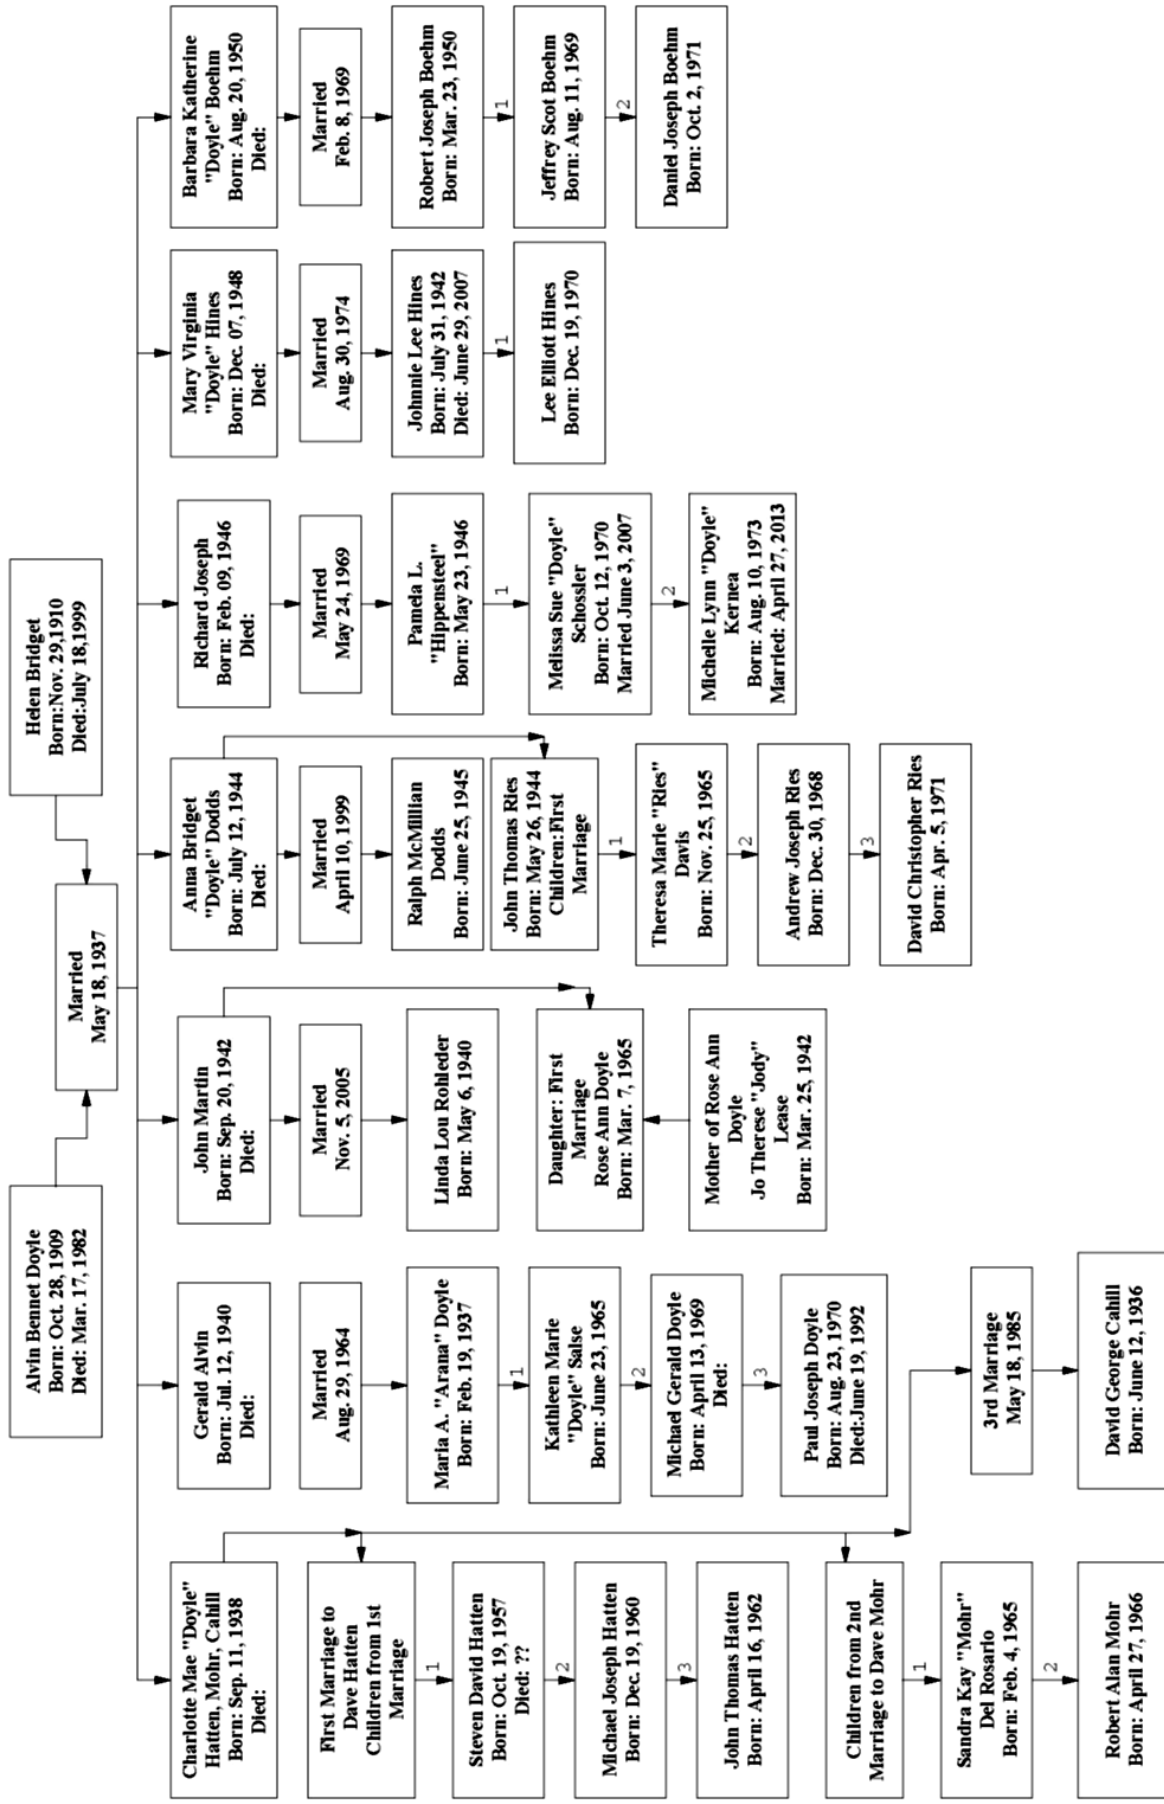 Alvin Bennet Doyle
Born: Oct. 28, 1909
Died: Mar. 17, 1982
Helen Bridget
Born:Nov. 29,1910
Died:July 18,1999
Married
May 18, 1937
Charlotte Mae "Doyle"
Hatten, Mohr, Cahill
Born: Sep. 11, 1938
Died:
First Marriage to
Dave Hatten
Children from 1st
Marriage
1
Steven David Hatten
Born: Oct. 19, 1957
Died: ??
2
Michael Joseph Hatten
Born: Dec. 19, 1960
3
John Thomas Hatten
Born: April 16, 1962
Children from 2nd
Marriage to Dave Mohr
1
Sandra Kay "Mohr"
Del Rosario
Born: Feb. 4, 1965
2
Robert Alan Mohr
Born: April 27, 1966
3rd Marriage
May 18, 1985
David George Cahill
Born: June 12, 1936
Gerald Alvin
Born: Jul. 12, 1940
Died:
Married
Aug. 29, 1964
Maria A. "Arana" Doyle
Born: Feb. 19, 1937
1
Kathleen Marie
"Doyle" Salse
Born: June 23, 1965
2
Michael Gerald Doyle
Born: April 13, 1969
Died:
3
Paul Joseph Doyle
Born: Aug. 23, 1970
Died:June 19, 1992
John Martin
Born: Sep. 20, 1942
Died:
Married
Nov. 5, 2005
Linda Lou Rohleder
Born: May 6, 1940
Daughter: First
Marriage
Rose Ann Doyle
Born: Mar. 7, 1965
Mother of Rose Ann
Doyle
Jo Therese "Jody"
Lease
Born: Mar. 25, 1942
Anna Bridget
"Doyle" Dodds
Born: July 12, 1944
Died:
Married
April 10, 1999
Ralph McMillian
Dodds
Born: June 25, 1945
John Thomas Ries
Born: May 26, 1944
Children:First
Marriage
1
Theresa Marie "Ries"
Davis
Born: Nov. 25, 1965
2
Andrew Joseph Ries
Born: Dec. 30, 1968
3
David Christopher Ries
Born: Apr. 5, 1971
Richard Joseph
Born: Feb. 09, 1946
Died:
Married
May 24, 1969
Pamela L.
"Hippensteel"
Born: May 23, 1946
1
Melissa Sue "Doyle"
Schossler
Born: Oct. 12, 1970
Married June 3, 2007
2
Michelle Lynn "Doyle"
Kernea
Born: Aug. 10, 1973
Married: April 27, 2013
Mary Virginia
"Doyle" Hines
Born: Dec. 07, 1948
Died:
Married
Aug. 30, 1974
Johnnie Lee Hines
Born: July 31, 1942
Died: June 29, 2007
1
Lee Elliott Hines
Born: Dec. 19, 1970
Barbara Katherine
"Doyle" Boehm
Born: Aug. 20, 1950
Died:
Married
Feb. 8, 1969
Robert Joseph Boehm
Born: Mar. 23, 1950
1
Jeffrey Scot Boehm
Born: Aug. 11, 1969
2
Daniel Joseph Boehm
Born: Oct. 2, 1971